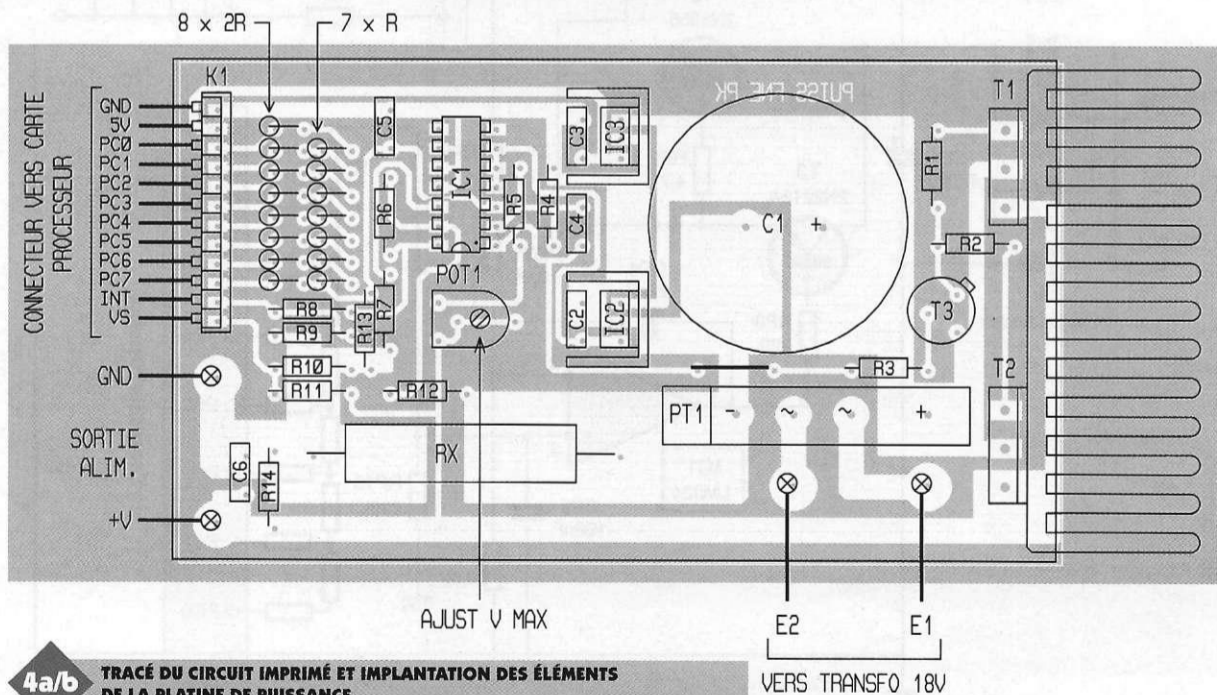 8 x 2R
7 x R
K1
CONNECTEUR VERS CARTE
PROCESSEUR
GND
5V
PC0
PC1
PC2
PC3
PC4
PC5
PC6
PC7
INT
VS
GND
SORTIE
ALIM.
+V
C5
IC1
R6
R5
R4
C3
IC3
C4
C2
IC2
POT1
R8
R9
R10
R11
R13
R7
R12
RX
C6
R14
PUISS
C1 +
R1
T1
R2
T3
R3
T2
PT1 - ~ ~ +
AJUST V MAX
E2
E1
VERS TRANSFO 18V
4a/b
TRACÉ DU CIRCUIT IMPRIMÉ ET IMPLANTATION DES ÉLÉMENTS
DE LA PLATINE DE PUISSANCE